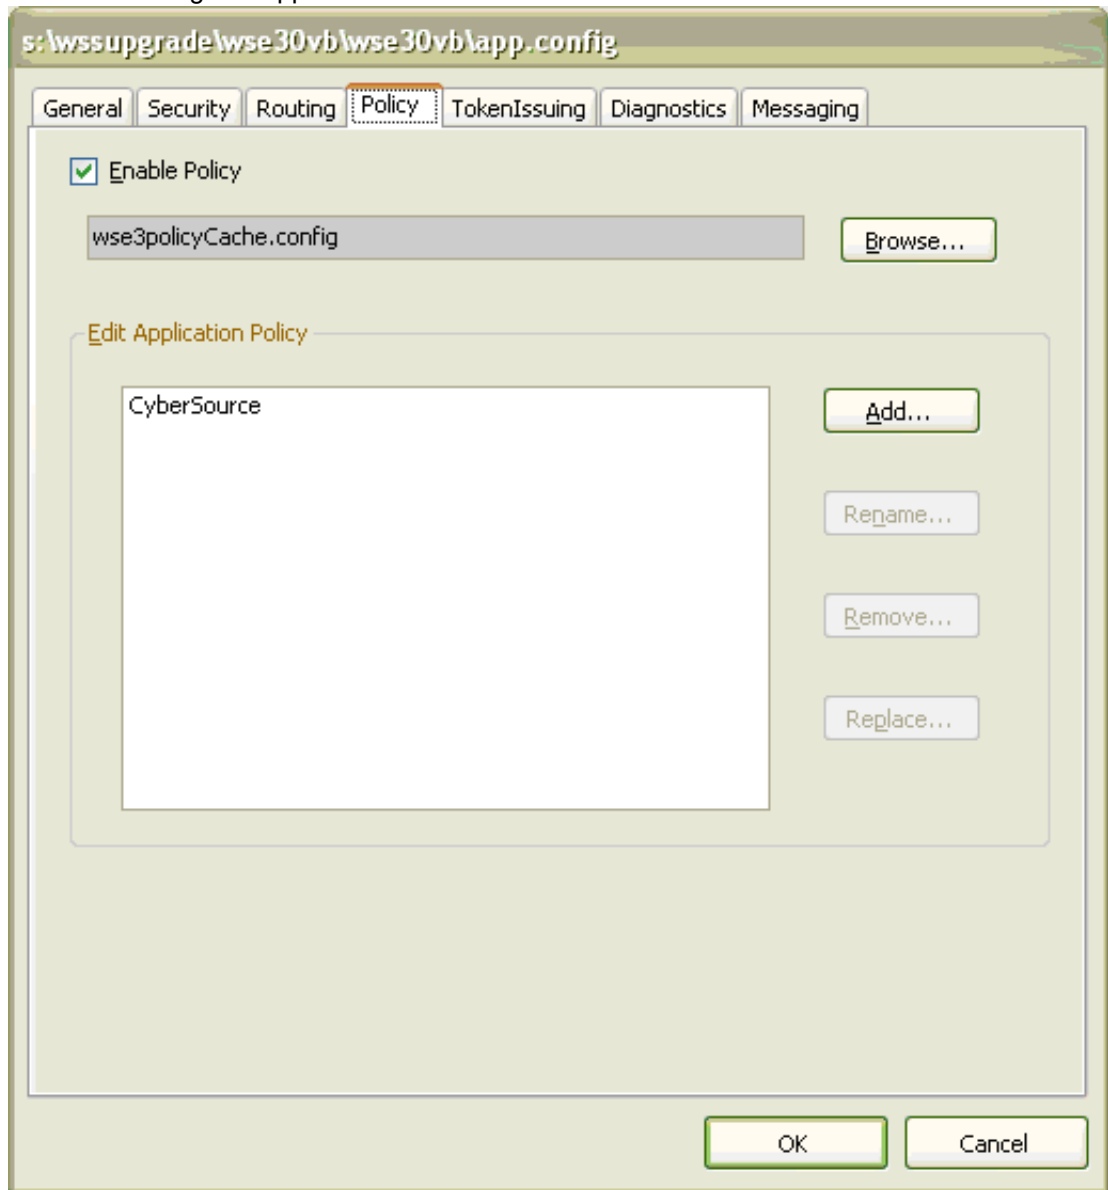 s:\wssupgrade\wse30vb\wse30vb\app.config
General Security Routing Policy TokenIssuing Diagnostics Messaging
Enable Policy
wse3policyCache.config Browse...
Edit Application Policy
CyberSource Add...
Rename...
Remove...
Replace...
OK Cancel